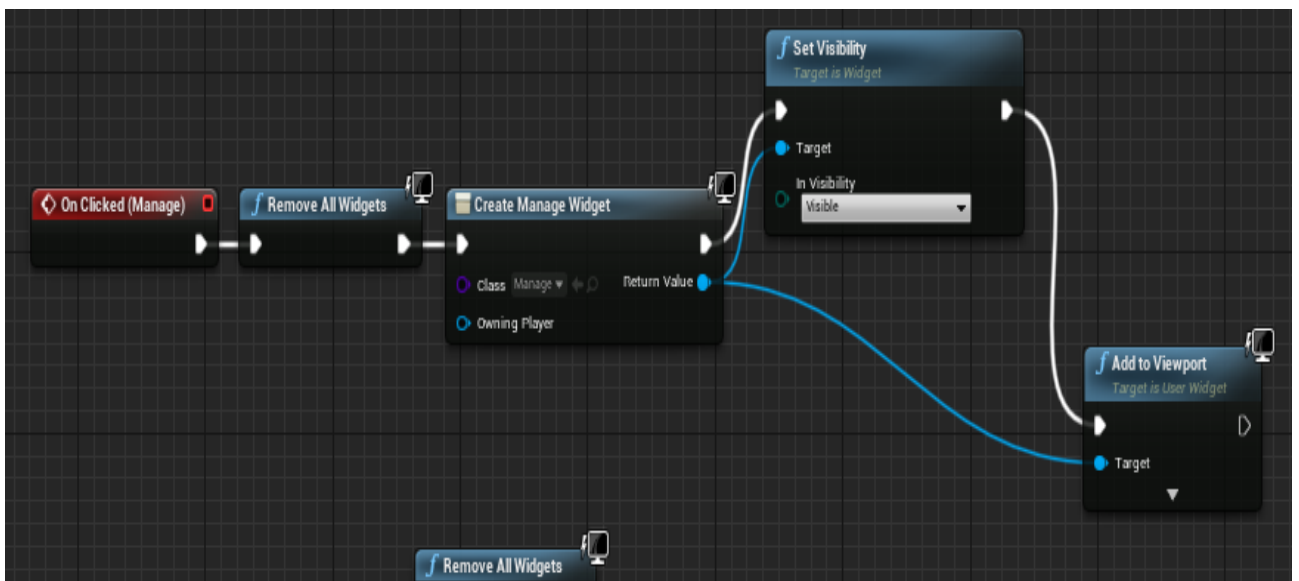 Set Visibility
Target is Widget
Target
In Visibility
Visible
On Clicked (Manage)
Remove All Widgets
Create Manage Widget
Class Manage
Return Value
Owning Player
Add to Viewport
Target is User Widget
Target
Remove All Widgets